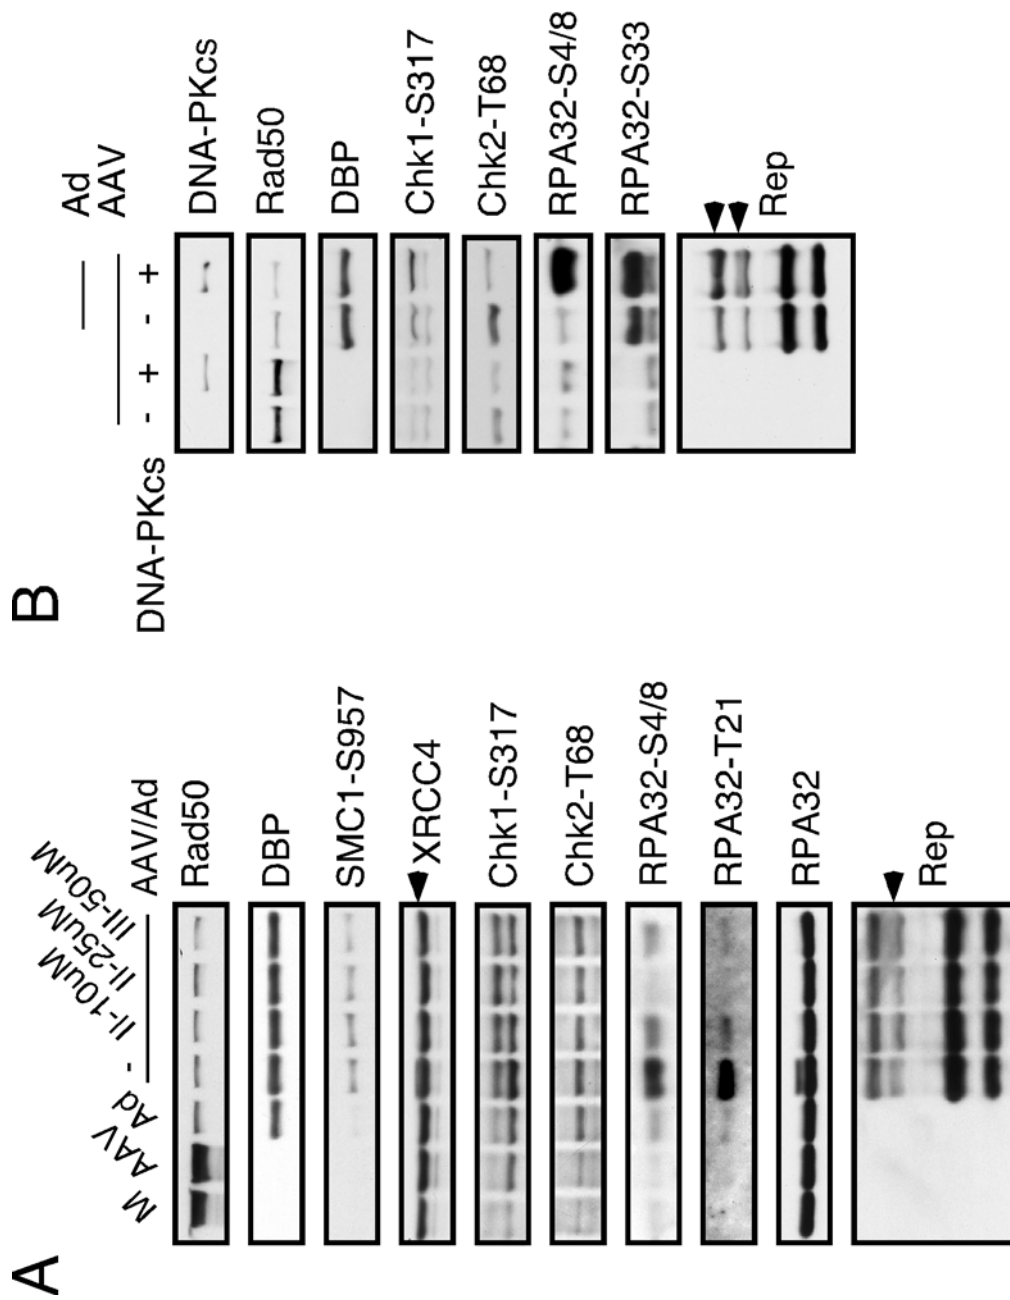 A
M
AAV
Ad
-
II-10uM
II-25uM
III-50uM
AAV/Ad
Rad50
DBP
SMC1-S957
XRCC4
Chk1-S317
Chk2-T68
RPA32-S4/8
RPA32-T21
RPA32
Rep
B
Ad
AAV
DNA-PKcs - + - +
DNA-PKcs
Rad50
DBP
Chk1-S317
Chk2-T68
RPA32-S4/8
RPA32-S33
Rep